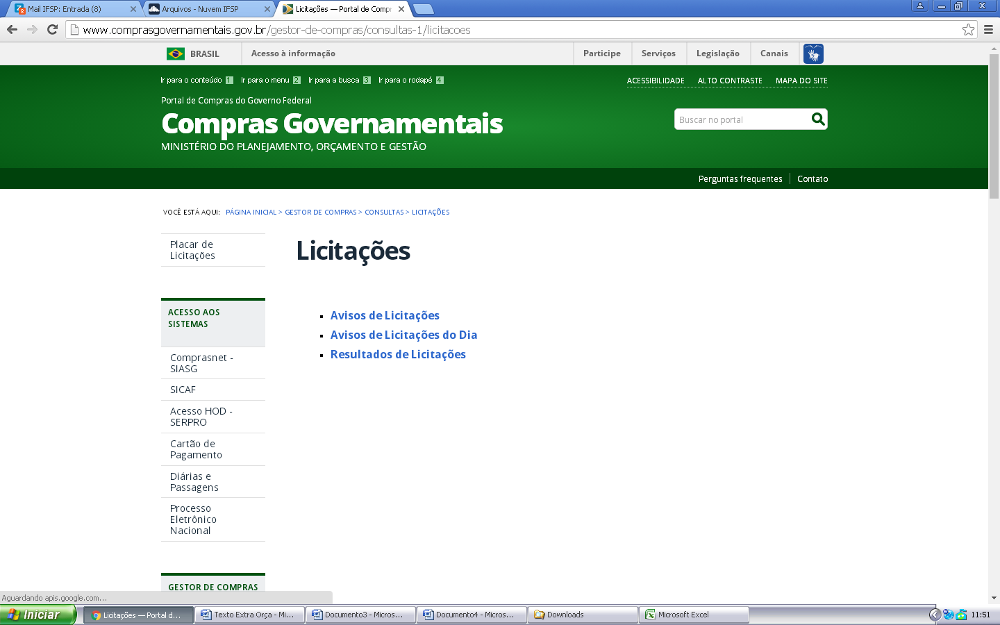 Mail IFSP: Entrada (8)
Arquivos - Nuvem IFSP
Licitações — Portal de Compr
www.comprasgovernamentais.gov.br/gestor-de-compras/consultas-1/licitacoes
BRASIL
Acesso à informação
Participe
Serviços
Legislação
Canais
Ir para o conteúdo 1
Ir para o menu 2
Ir para a busca 3
Ir para o rodapé 4
ACESSIBILIDADE
ALTO CONTRASTE
MAPA DO SITE
Portal de Compras do Governo Federal
Compras Governamentais
MINISTÉRIO DO PLANEJAMENTO, ORÇAMENTO E GESTÃO
Buscar no portal
Perguntas frequentes
Contato
VOCÊ ESTÁ AQUI: PÁGINA INICIAL > GESTOR DE COMPRAS > CONSULTAS > LICITAÇÕES
Placar de
Licitações
ACESSO AOS
SISTEMAS
Comprasnet -
SIASG
SICAF
Acesso HOD -
SERPRO
Cartão de
Pagamento
Diárias e
Passagens
Processo
Eletrônico
Nacional
GESTOR DE COMPRAS
Licitações
Avisos de Licitações
Avisos de Licitações do Dia
Resultados de Licitações
Aguardando apis.google.com...
Iniciar
Licitações — Portal d...
Texto Extra Orça - Mi...
Documento3 - Micros...
Documento4 - Micros...
Downloads
Microsoft Excel
11:51